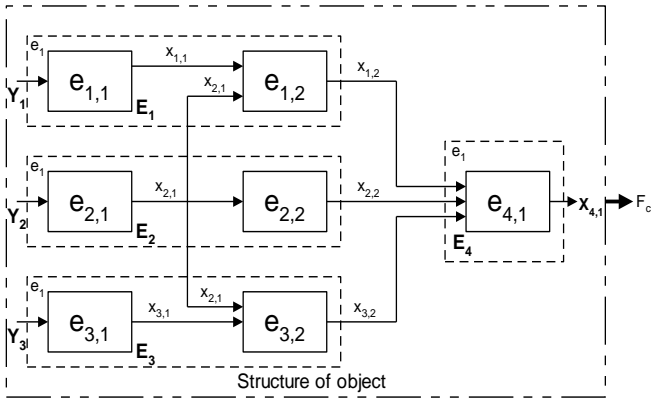 e1
x1,1
x1,2
e1,1
x2,1
e1,2
Y1
E1
e1
x2,1
x2,2
e1
e2,1
e2,2
e4,1
x4,1
Fc
Y2
E2
E4
e1
x2,1
x3,1
x3,2
e3,1
e3,2
Y3
E3
Structure of object